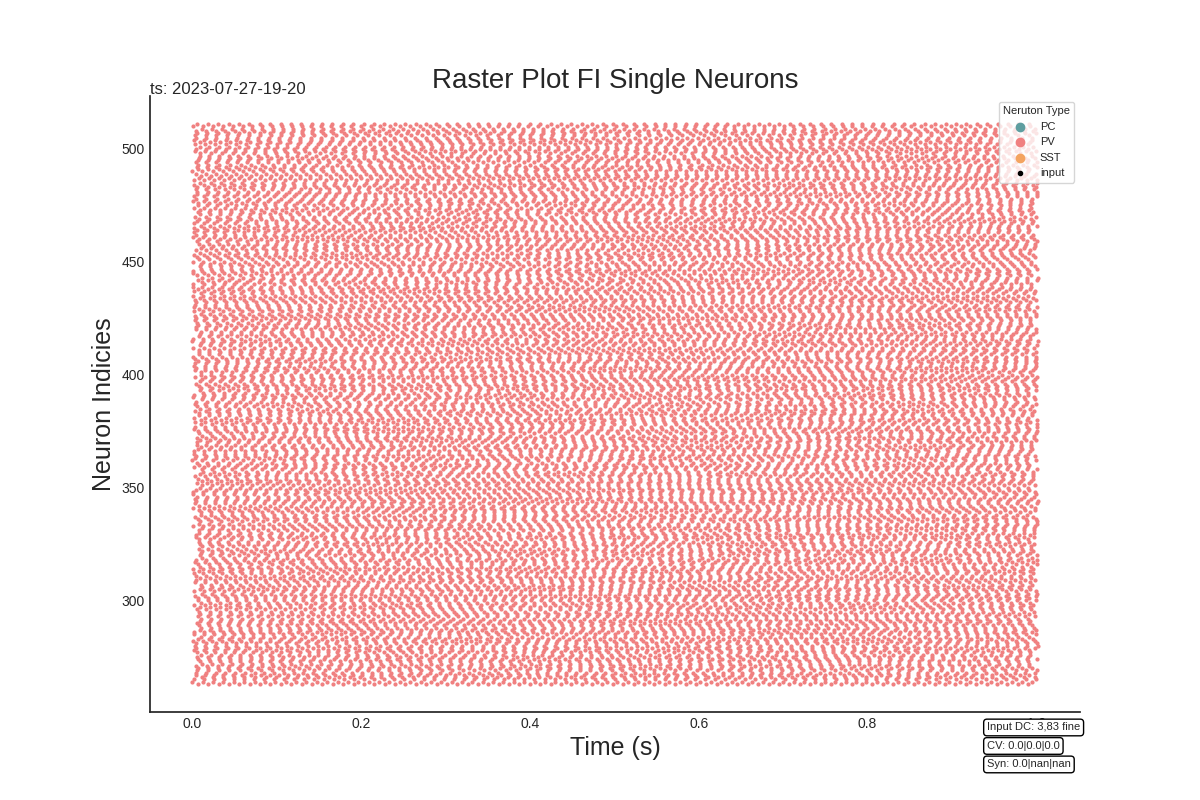 Raster Plot FI Single Neurons
ts: 2023-07-27-19-20
Neruton Type
PC
PV
SST
input
500
450
400
350
300
Neuron Indicies
0.0 0.2 0.4 0.6 0.8
Time (s)
Input DC: 3,83 fine
CV: 0.0|0.0|0.0
Syn: 0.0|nan|nan